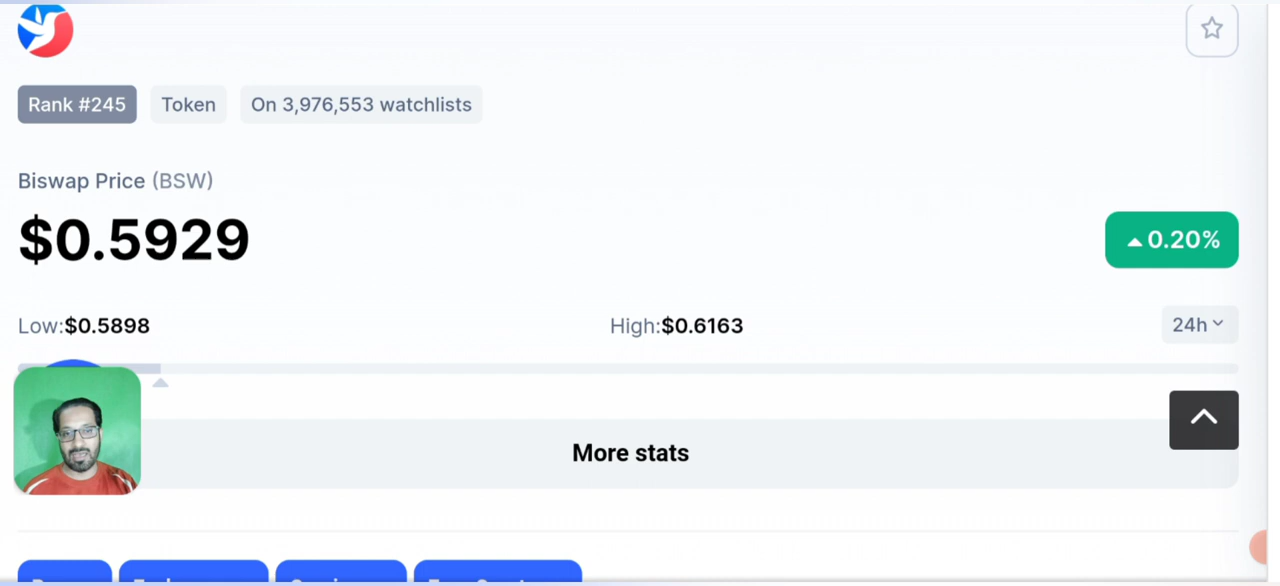 Rank #245 Token On 3,976,553 watchlists
Biswap Price (BSW)
$0.5929 0.20%
Low:$0.5898 High:$0.6163 24h
More stats